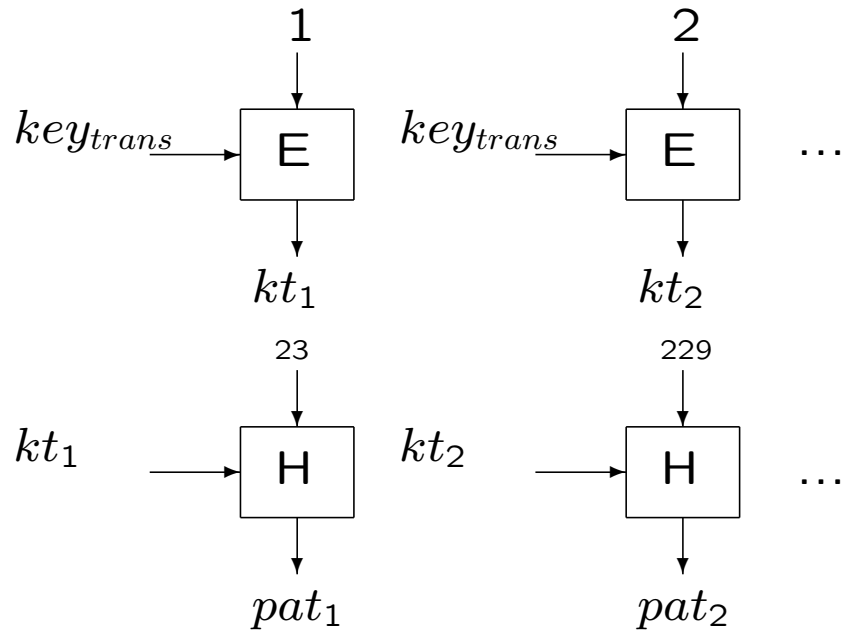 1 2
key_trans E key_trans E ...
kt_1 kt_2
23 229
kt_1 H kt_2 H ...
pat_1 pat_2